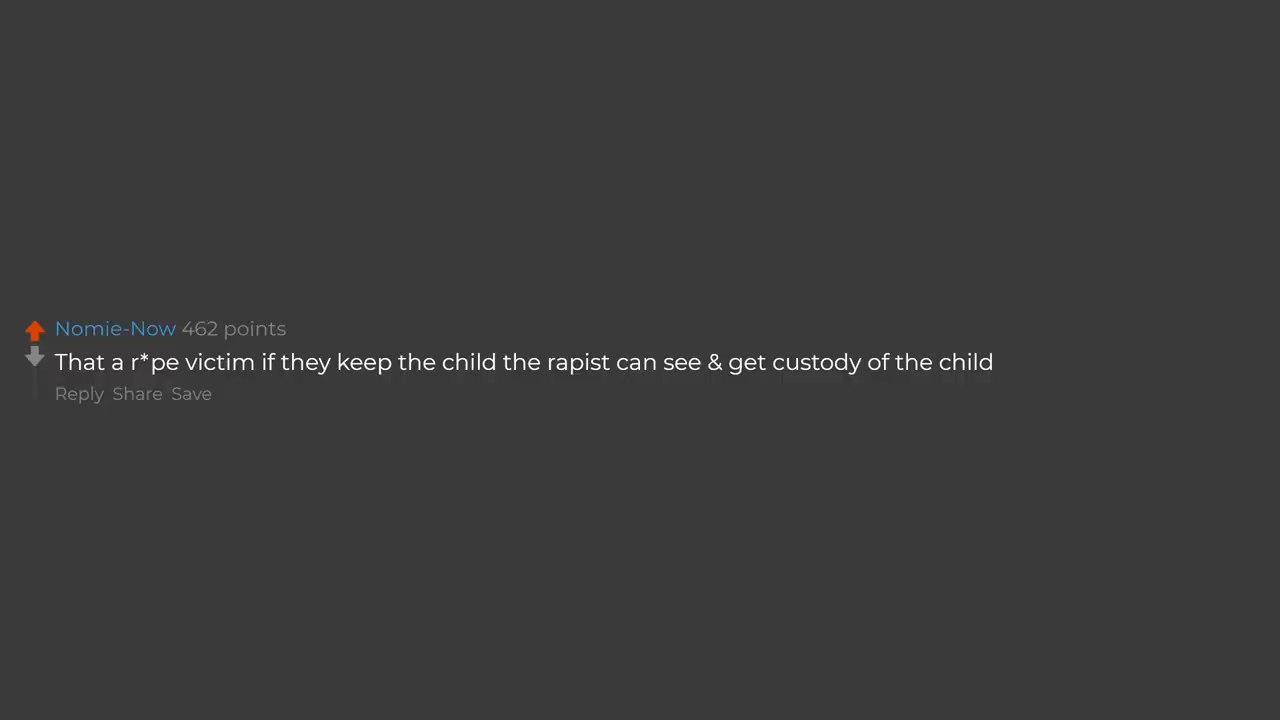 Nomie-Now 462 points
That a r*pe victim if they keep the child the rapist can see & get custody of the child
Reply Share Save